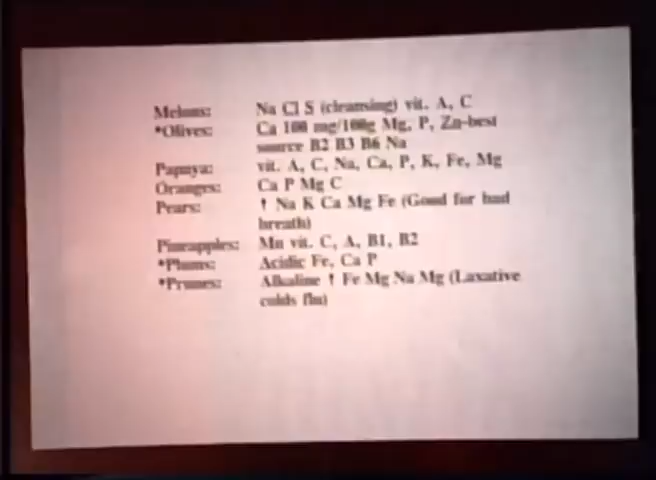 Melons: Na Cl S (cleansing) vit. A, C
*Olives: Ca 100 mg/100g Mg, P, Zn-best
source B2 B3 B6 Na
Papaya: vit. A, C, Na, Ca, P, K, Fe, Mg
Oranges: Ca P Mg C
Pears: ↑ Na K Ca Mg Fe (Good for bad
breath)
Pineapples: Mn vit. C, A, B1, B2
*Plums: Acidic Fe, Ca P
*Prunes: Alkaline ↑ Fe Mg Na Mg (Laxative
colds flu)